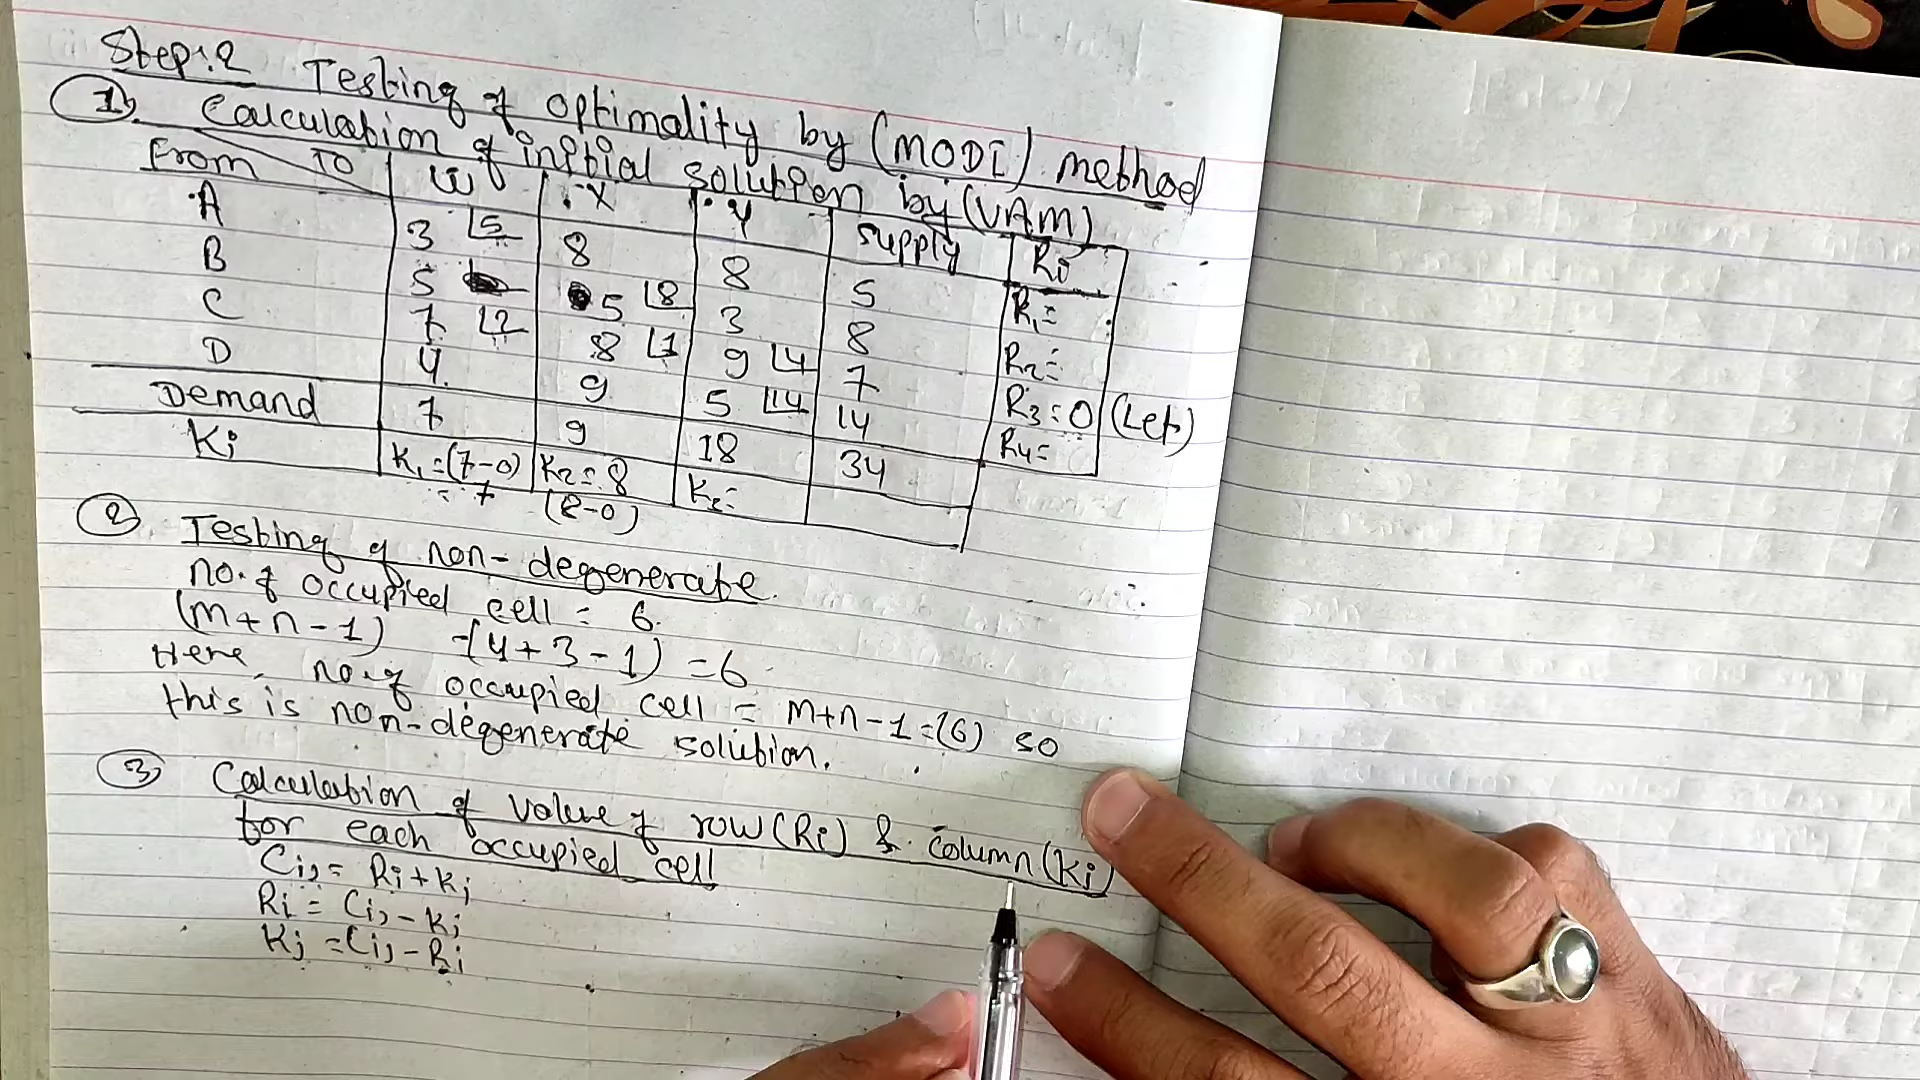 Step:2 Testing of optimality by (MODI) method
1) Calculation of initial solution by (VAM)
From TO W X Y Supply Ri
A 3 5 8 8 5 R1=
B 5 5 8 3 8 R2=
C 7 2 8 1 9 4 7 R3=0 (Let)
D 4 9 5 14 14 R4=
Demand 7 9 18 34
Kj K1=(7-0) K2=8 K3=
=7 (8-0)
2 Testing of non-degenerate
no. of occupied cell = 6.
(m+n-1) =(4+3-1) =6
Here, no. of occupied cell = m+n-1=(6) so
this is non-degenerate solution.
3 Calculation of value of row (Ri) & column (Kj)
for each occupied cell
Cij= Ri+Kj
Ri= Cij-Kj
Kj=Cij-Ri